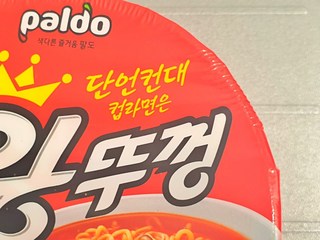 paldo
새다른 즐거움 팔도
단언컨대
컵라면은
왕뚜껑